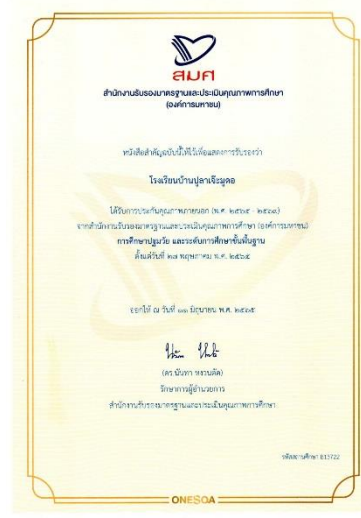 สมศ
สำนักงานรับรองมาตรฐานและประเมินคุณภาพการศึกษา
(องค์การมหาชน)
หนังสือสำคัญฉบับนี้ให้ไว้เพื่อแสดงการรับรองว่า
โรงเรียนบ้านปูลาเจ๊ะมูดอ
ได้รับการประกันคุณภาพภายนอก (พ.ศ. ๒๕๖๔ - ๒๕๖๘)
จากสำนักงานรับรองมาตรฐานและประเมินคุณภาพการศึกษา (องค์การมหาชน)
การศึกษาปฐมวัย และระดับการศึกษาขั้นพื้นฐาน
ตั้งแต่วันที่ ๒๗ พฤษภาคม พ.ศ. ๒๕๖๕
ออกให้ ณ วันที่ มิถุนายน พ.ศ. ๒๕๖๕
(ดร.นันทา หงวนตัด)
รักษาการผู้อำนวยการ
สำนักงานรับรองมาตรฐานและประเมินคุณภาพการศึกษา
รหัสสถานศึกษา 813722
ONESQA